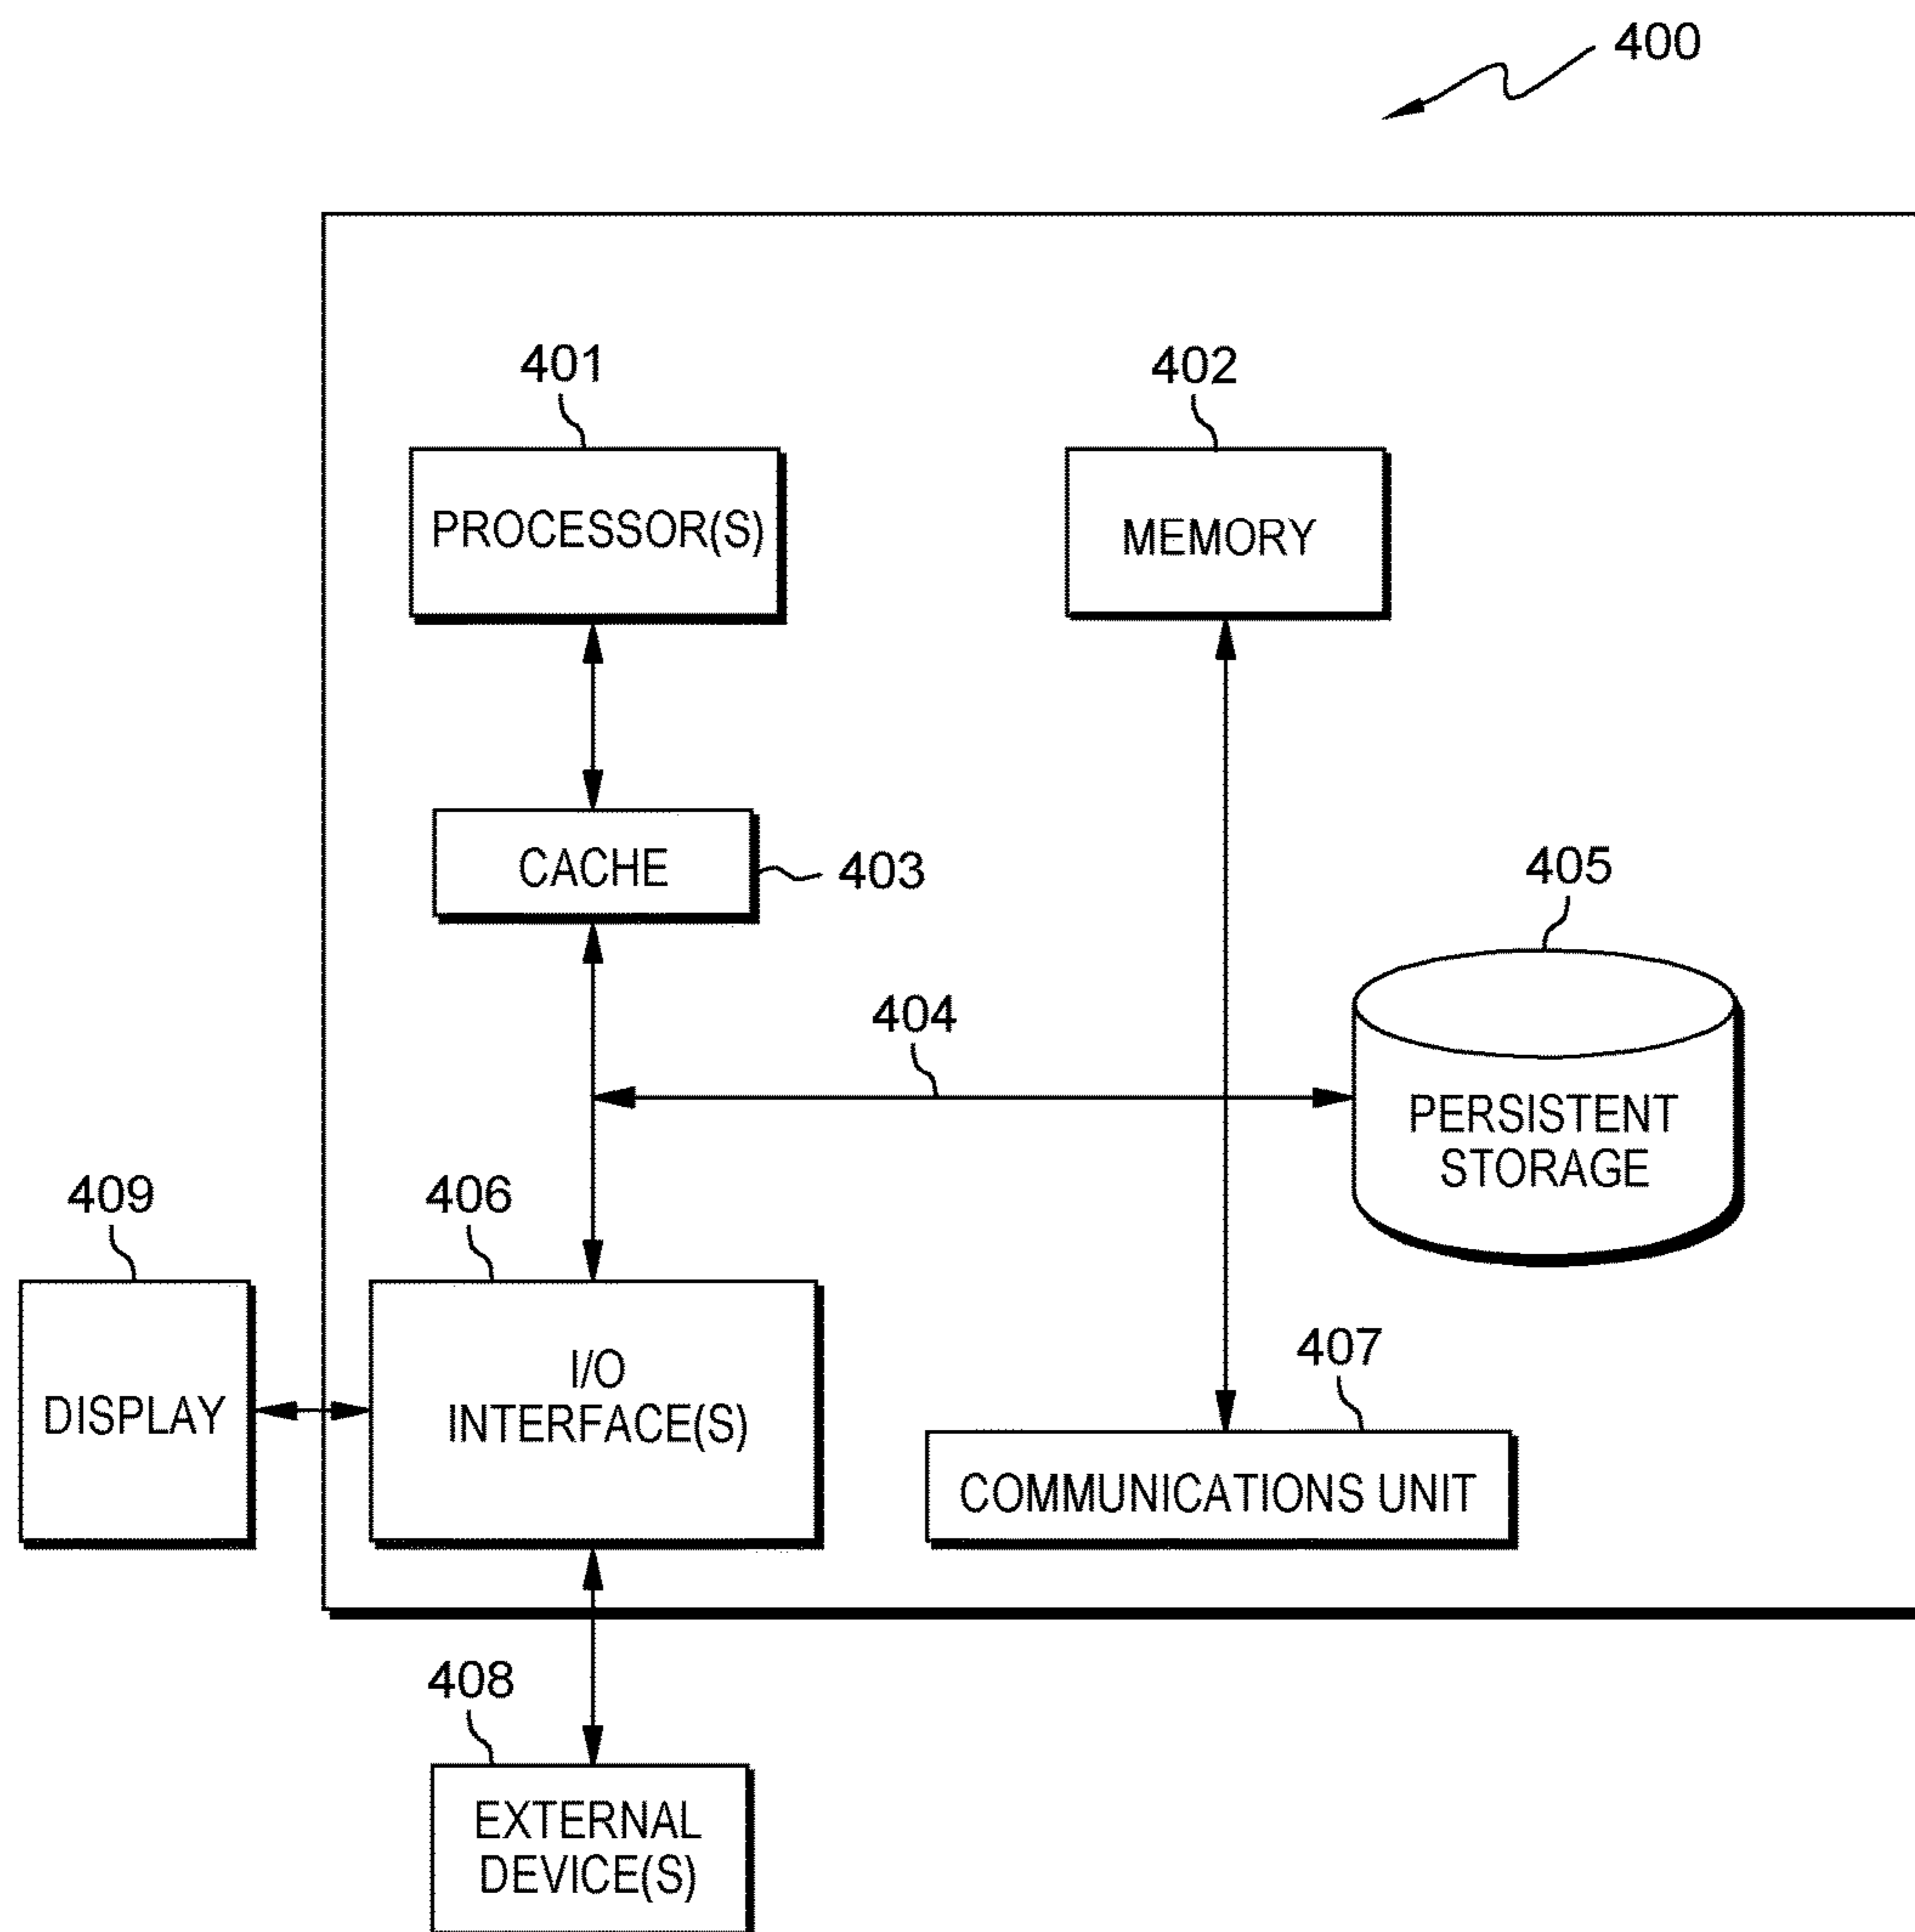 400
401
402
PROCESSOR(S)
MEMORY
CACHE
403
405
404
PERSISTENT
STORAGE
409
406
407
DISPLAY
I/O
INTERFACE(S)
COMMUNICATIONS UNIT
408
EXTERNAL
DEVICE(S)